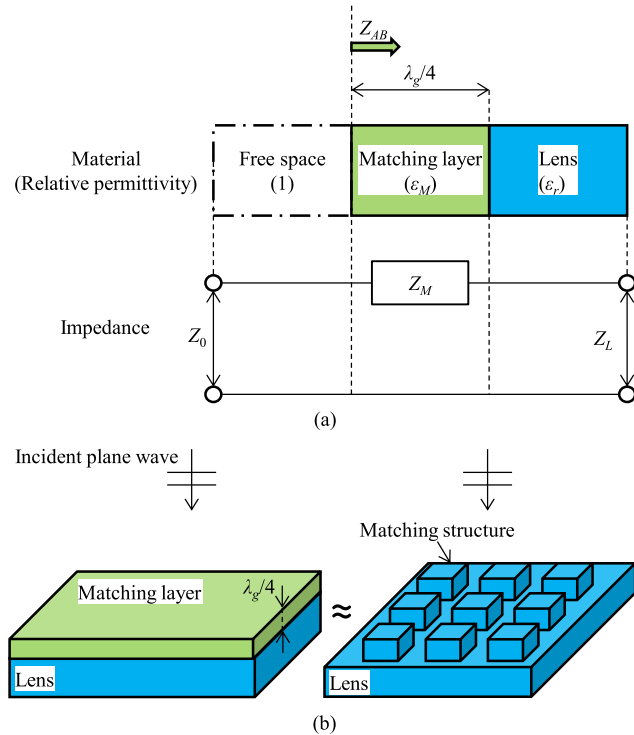 Z_AB
λ_g/4
Material
(Relative permittivity)
Free space
(1)
Matching layer
(ε_M)
Lens
(ε_r)
Impedance
Z_0
Z_M
Z_L
(a)
Incident plane wave
Matching structure
Matching layer
λ_g/4
≈
Lens
Lens
(b)